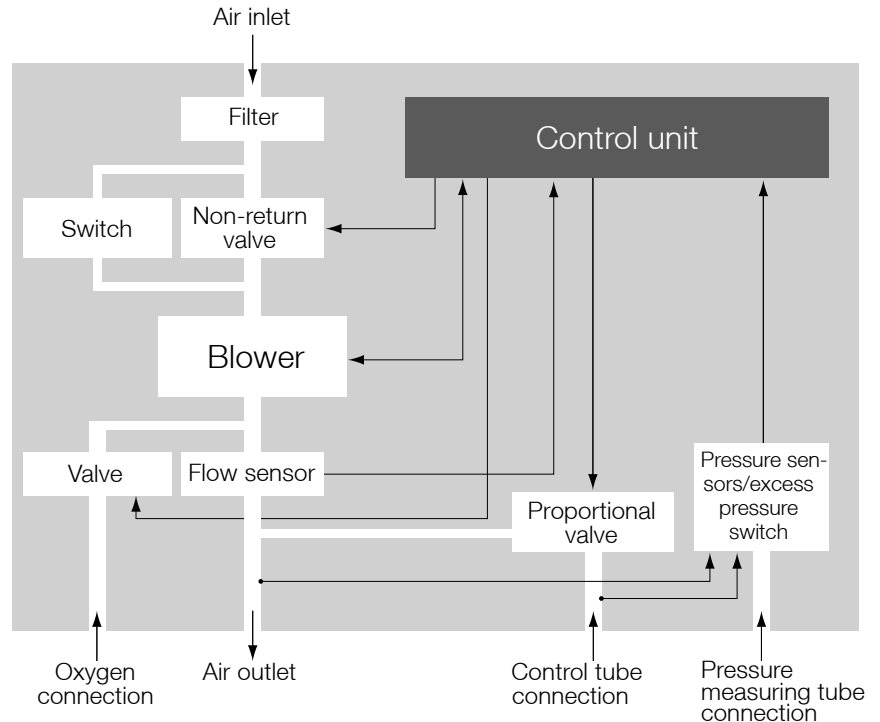 Air inlet
Filter
Control unit
Switch
Non-return
valve
Blower
Valve
Flow sensor
Proportional
valve
Pressure sen-
sors/excess
pressure
switch
Oxygen
connection
Air outlet
Control tube
connection
Pressure
measuring tube
connection